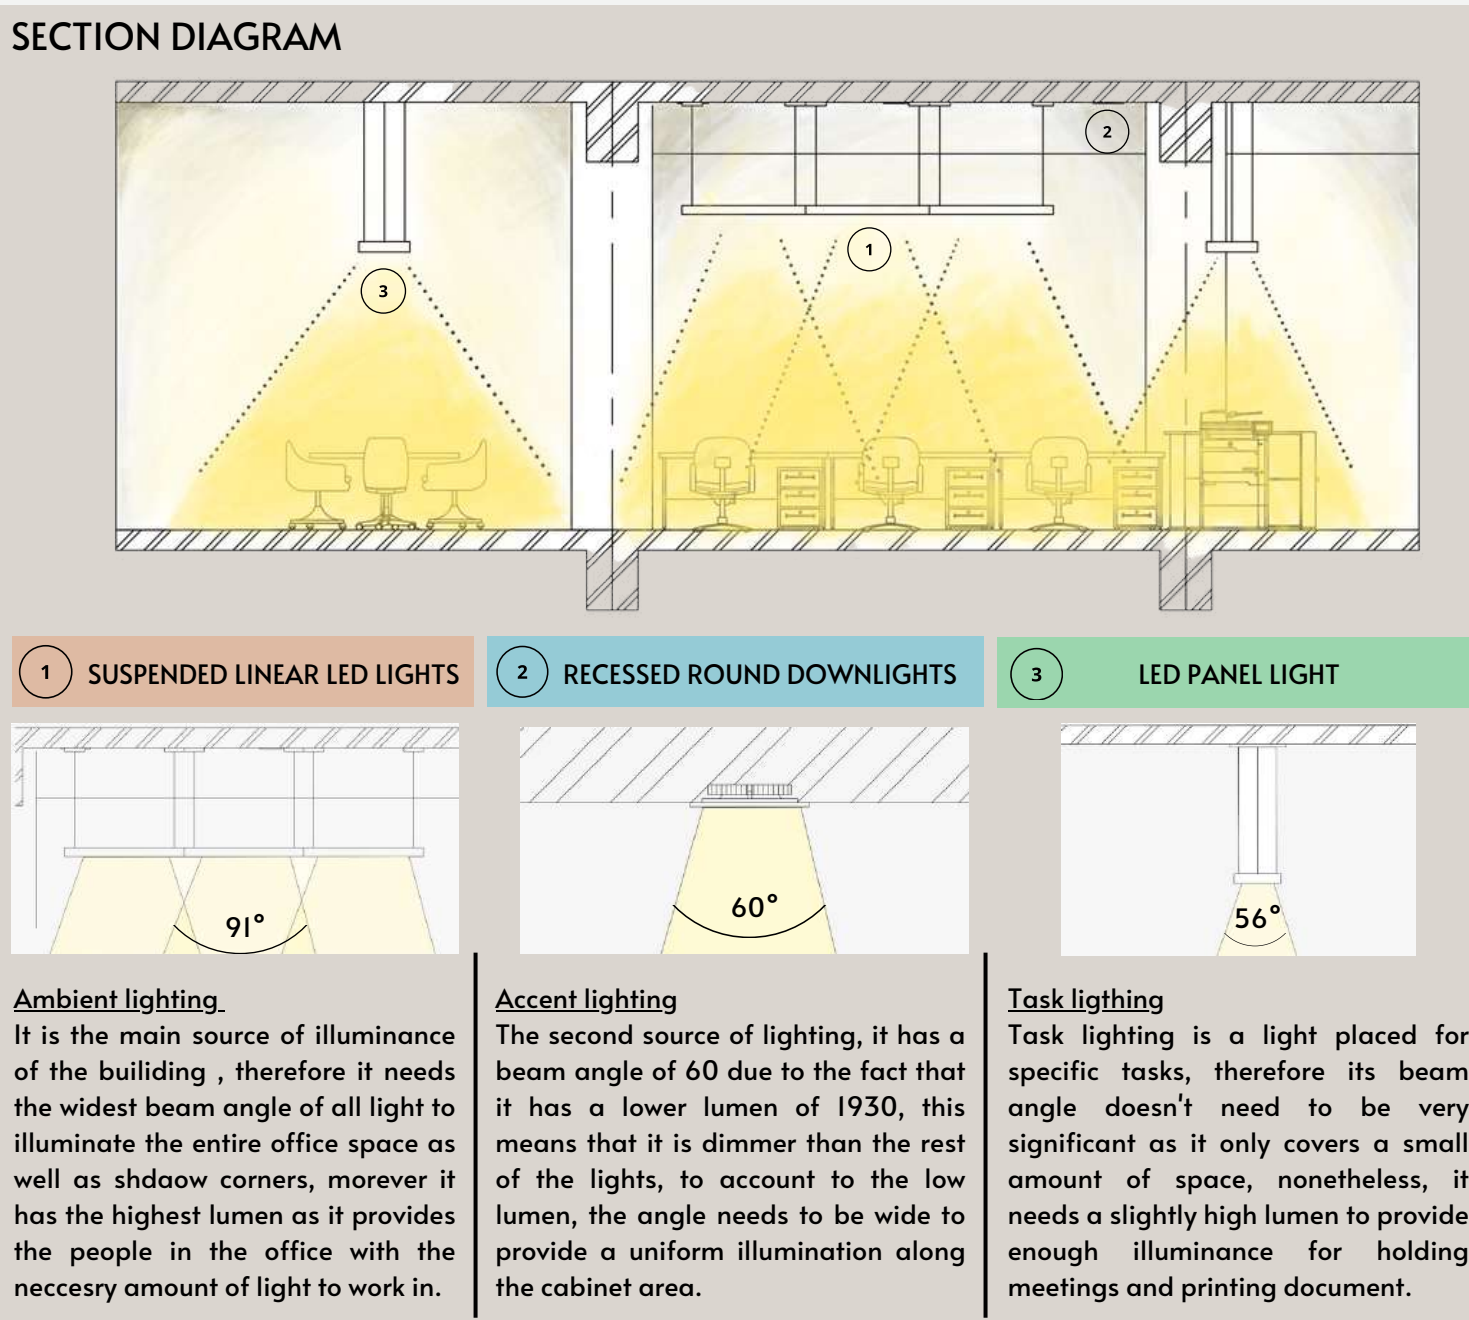 SECTION DIAGRAM
2
1
3
1 SUSPENDED LINEAR LED LIGHTS
2 RECESSED ROUND DOWNLIGHTS
3 LED PANEL LIGHT
91°
60°
56°
Ambient lighting
It is the main source of illuminance
of the builiding , therefore it needs
the widest beam angle of all light to
illuminate the entire office space as
well as shdaow corners, morever it
has the highest lumen as it provides
the people in the office with the
neccesry amount of light to work in.
Accent lighting
The second source of lighting, it has a
beam angle of 60 due to the fact that
it has a lower lumen of 1930, this
means that it is dimmer than the rest
of the lights, to account to the low
lumen, the angle needs to be wide to
provide a uniform illumination along
the cabinet area.
Task ligthing
Task lighting is a light placed for
specific tasks, therefore its beam
angle doesn't need to be very
significant as it only covers a small
amount of space, nonetheless, it
needs a slightly high lumen to provide
enough illuminance for holding
meetings and printing document.